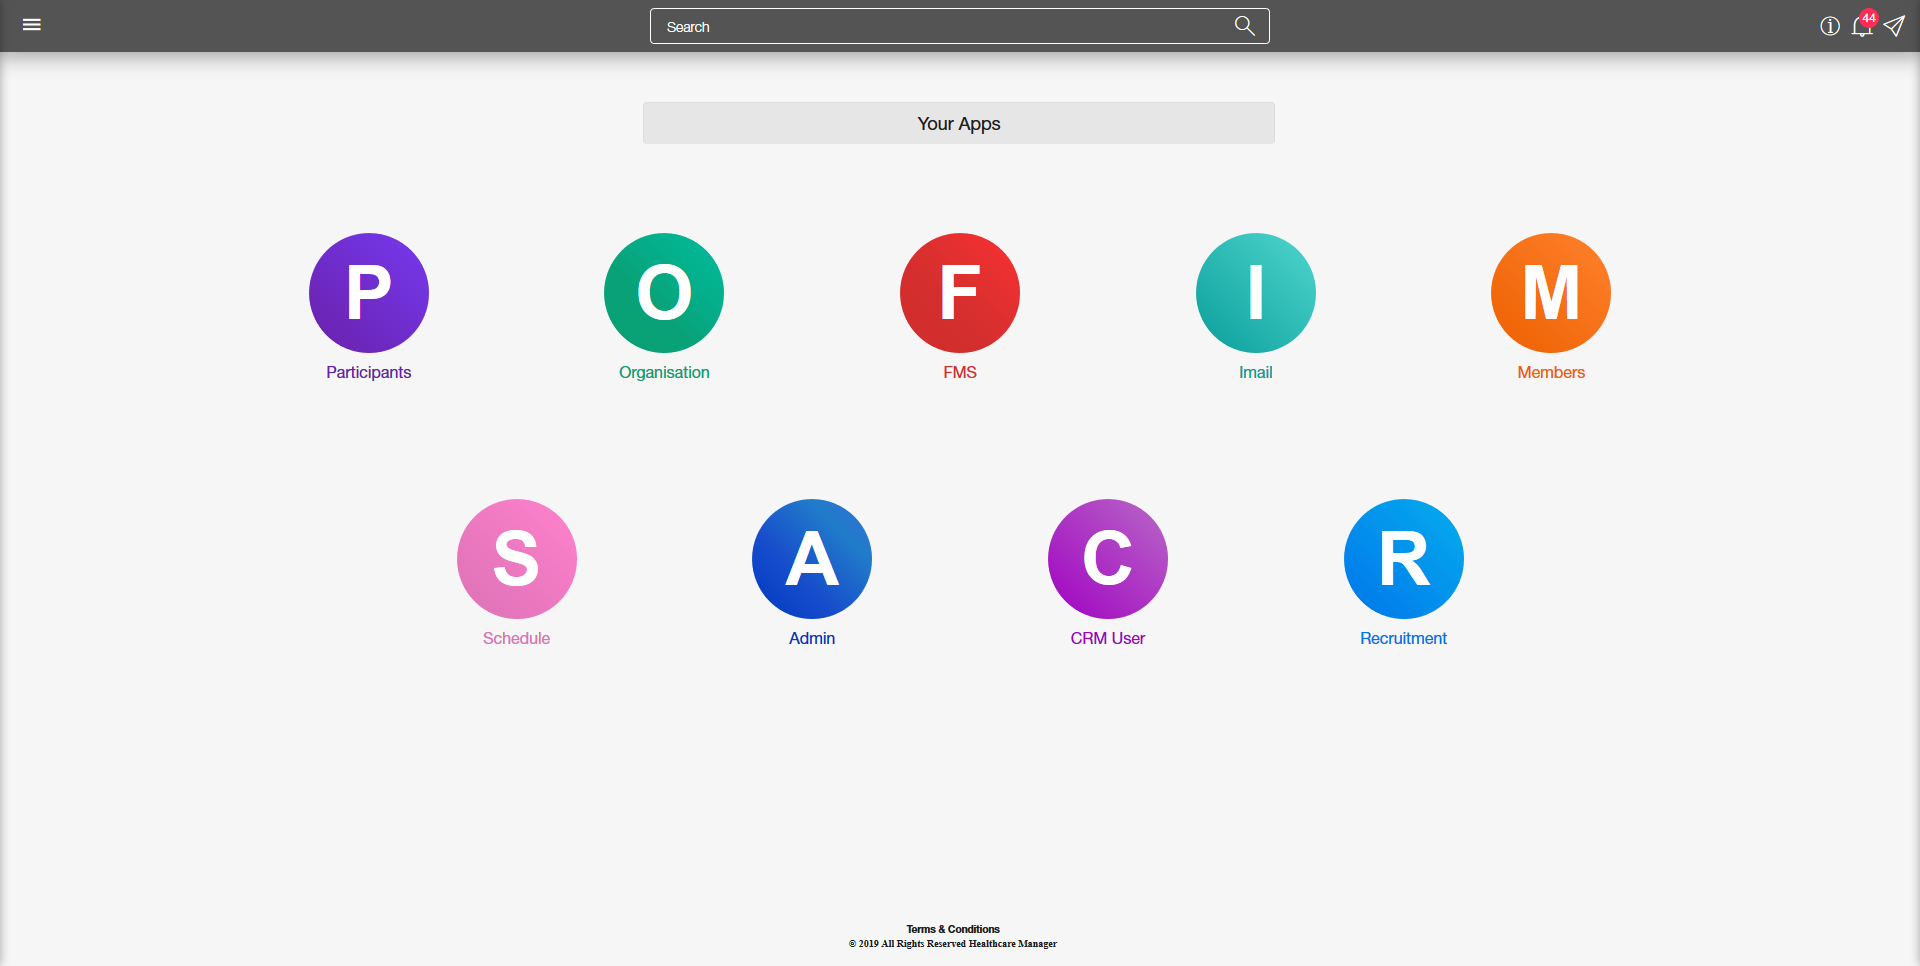 Search
44
Your Apps
P O F I M
Participants Organisation FMS Imail Members
S A C R
Schedule Admin CRM User Recruitment
Terms & Conditions
© 2019 All Rights Reserved Healthcare Manager